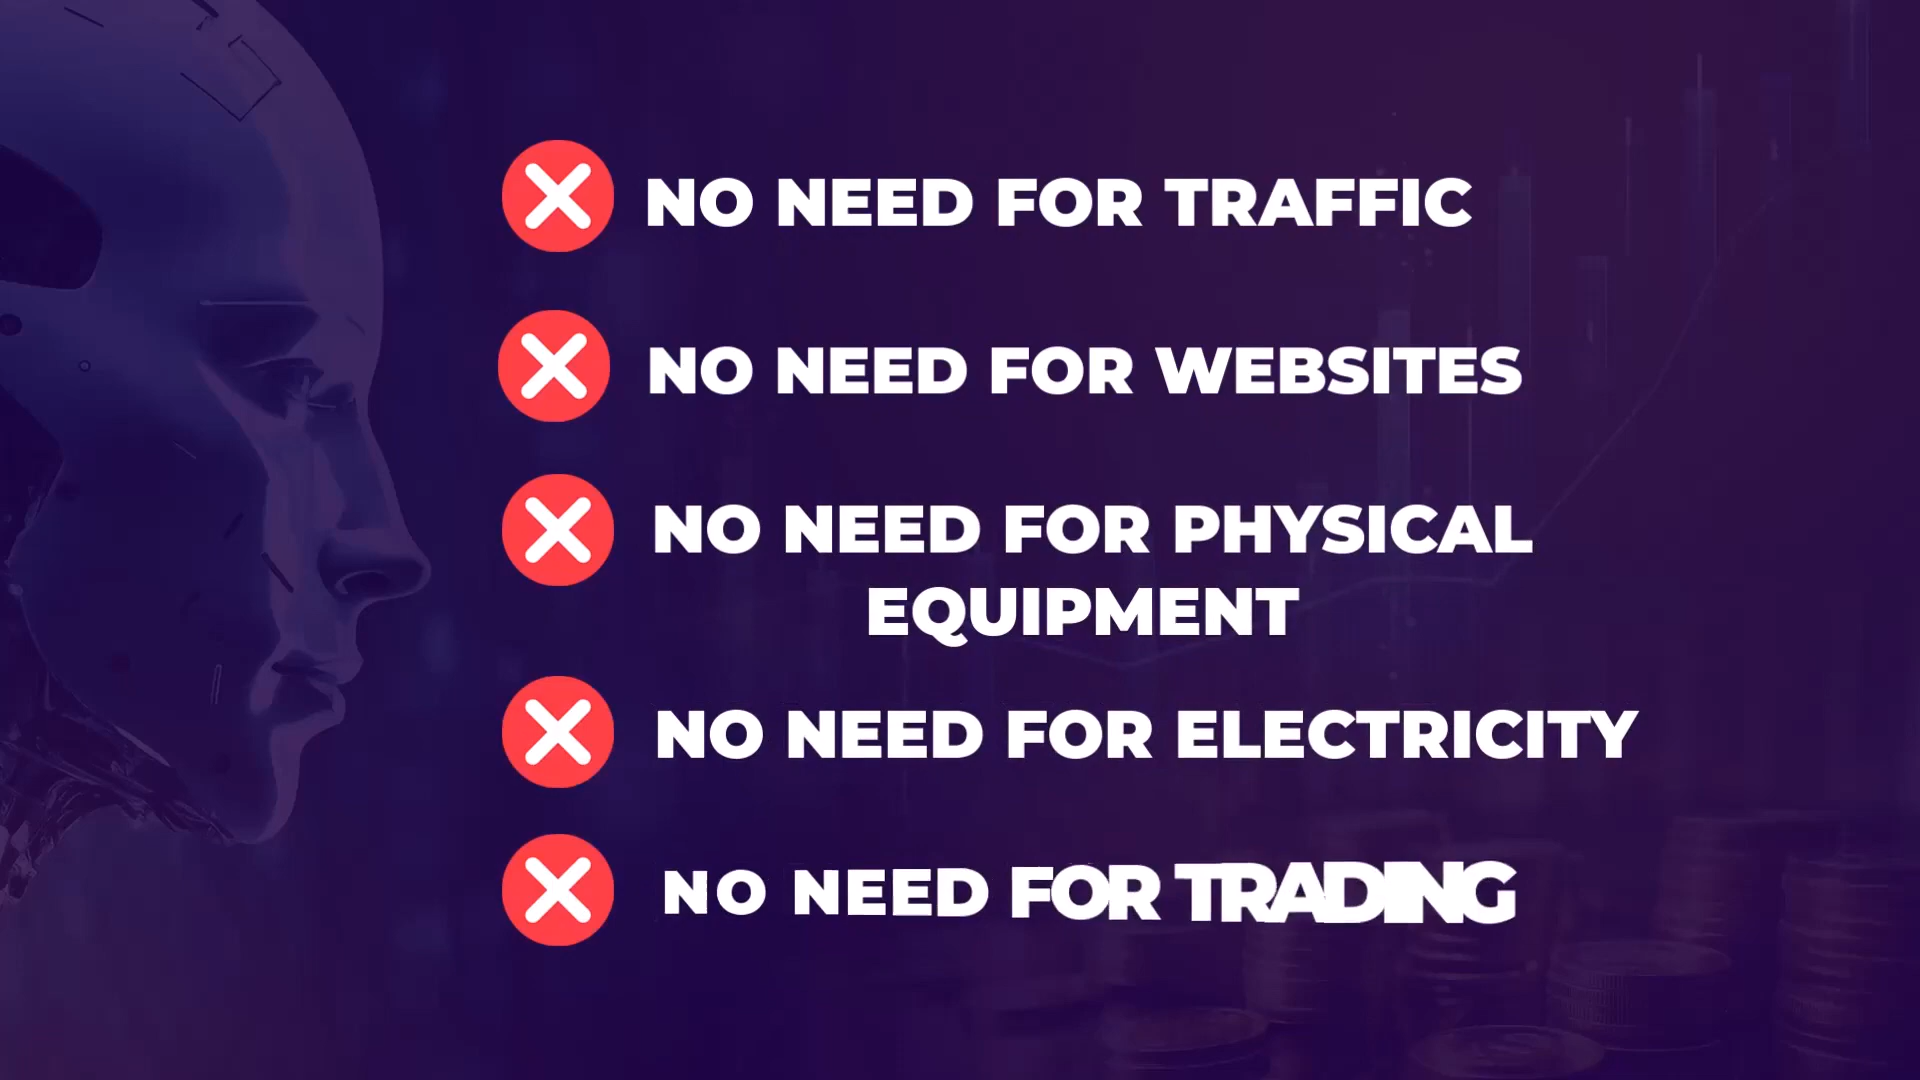 NO NEED FOR TRAFFIC
NO NEED FOR WEBSITES
NO NEED FOR PHYSICAL
EQUIPMENT
NO NEED FOR ELECTRICITY
NO NEED FOR TRADING